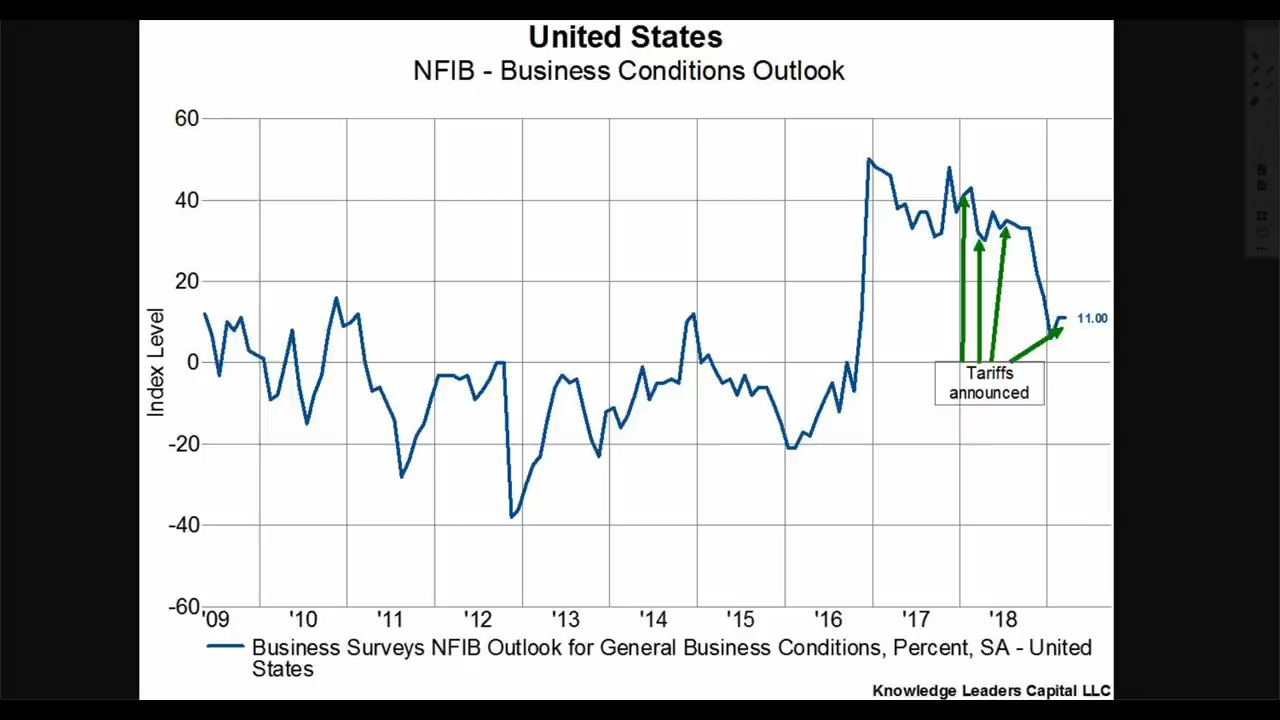 United States
NFIB - Business Conditions Outlook
60
40
20
0
-20
-40
-60
Index Level
11.00
Tariffs
announced
'09
'10
'11
'12
'13
'14
'15
'16
'17
'18
Business Surveys NFIB Outlook for General Business Conditions, Percent, SA - United
States
Knowledge Leaders Capital LLC